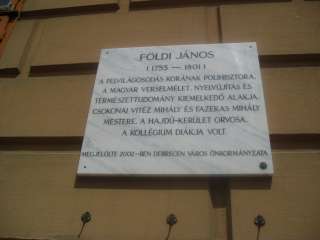 FÖLDI JÁNOS
( 1755 — 1801 )
A FELVILÁGOSODÁS KORÁNAK POLIHISZTORA,
A MAGYAR VERSELMÉLET, NYELVÚJÍTÁS ÉS
TERMÉSZETTUDOMÁNY KIEMELKEDŐ ALAKJA,
CSOKONAI VITÉZ MIHÁLY ÉS FAZEKAS MIHÁLY
MESTERE, A HAJDÚ-KERÜLET ORVOSA,
A KOLLÉGIUM DIÁKJA VOLT.
MEGJELÖLTE 2002-BEN DEBRECEN VÁROS ÖNKORMÁNYZATA